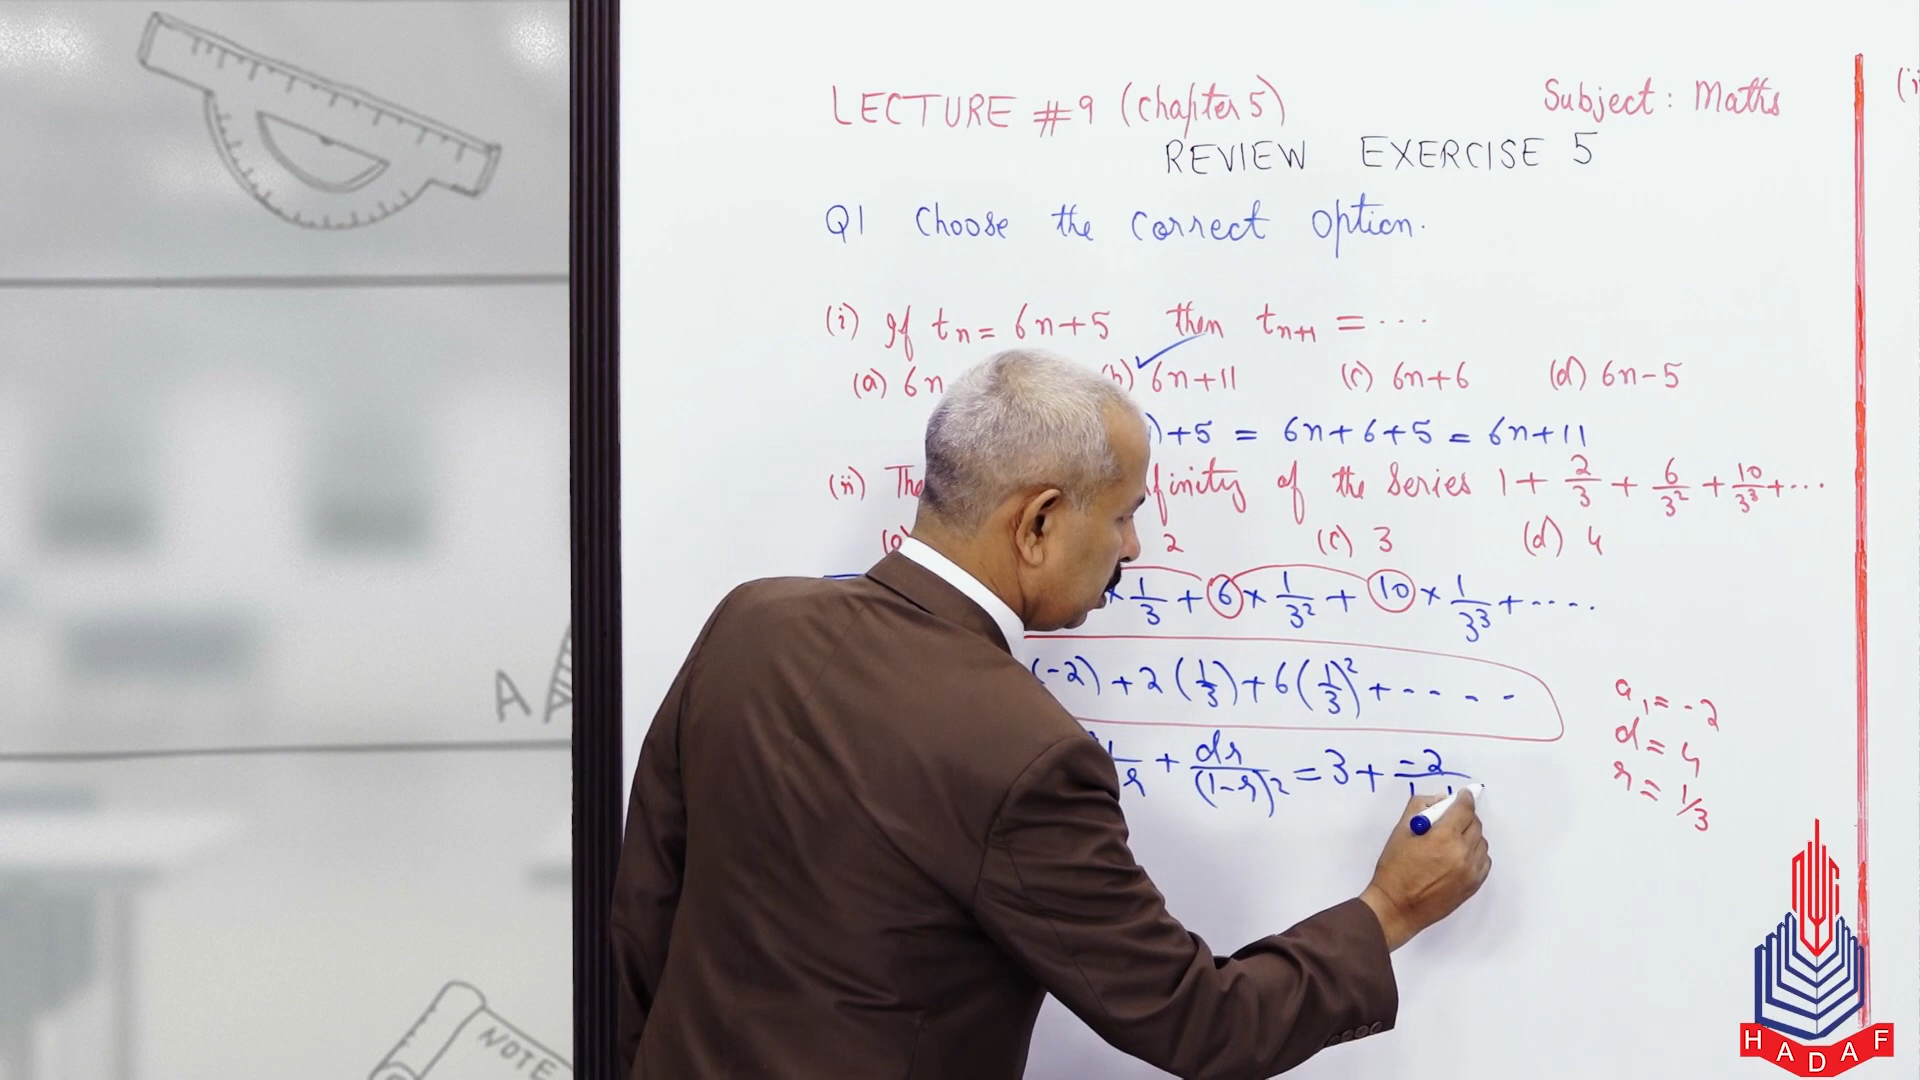 LECTURE #9 (Chapter 5) Subject: Maths
REVIEW EXERCISE 5
Q1 Choose the correct option.
(i) If tn = 6n+5 then tn+1 = ...
(a) 6n (b) 6n+11 (c) 6n+6 (d) 6n-5
)+5 = 6n+6+5 = 6n+11
(ii) The finity of the series 1 + 2/3 + 6/3² + 10/3³ + ...
2 (c) 3 (d) 4
× 1/3 + 6 × 1/3² + 10 × 1/3³ + ....
(-2) + 2(1/3) + 6(1/3)² + ----
+ dr/(1-r)² = 3 + -2/
a1 = -2
d = 4
r = 1/3
A
NOTE
HADAF